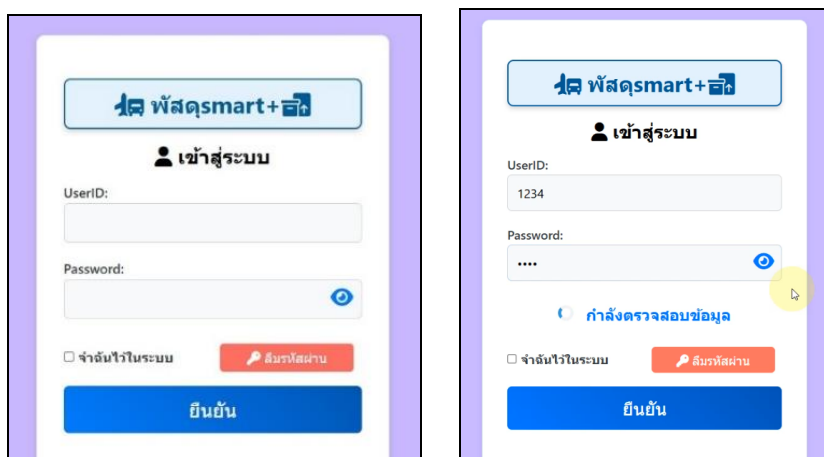 พัสดุsmart+
เข้าสู่ระบบ
UserID:
Password:
จำฉันไว้ในระบบ
ลืมรหัสผ่าน
ยืนยัน
พัสดุsmart+
เข้าสู่ระบบ
UserID:
1234
Password:
••••
กำลังตรวจสอบข้อมูล
จำฉันไว้ในระบบ
ลืมรหัสผ่าน
ยืนยัน